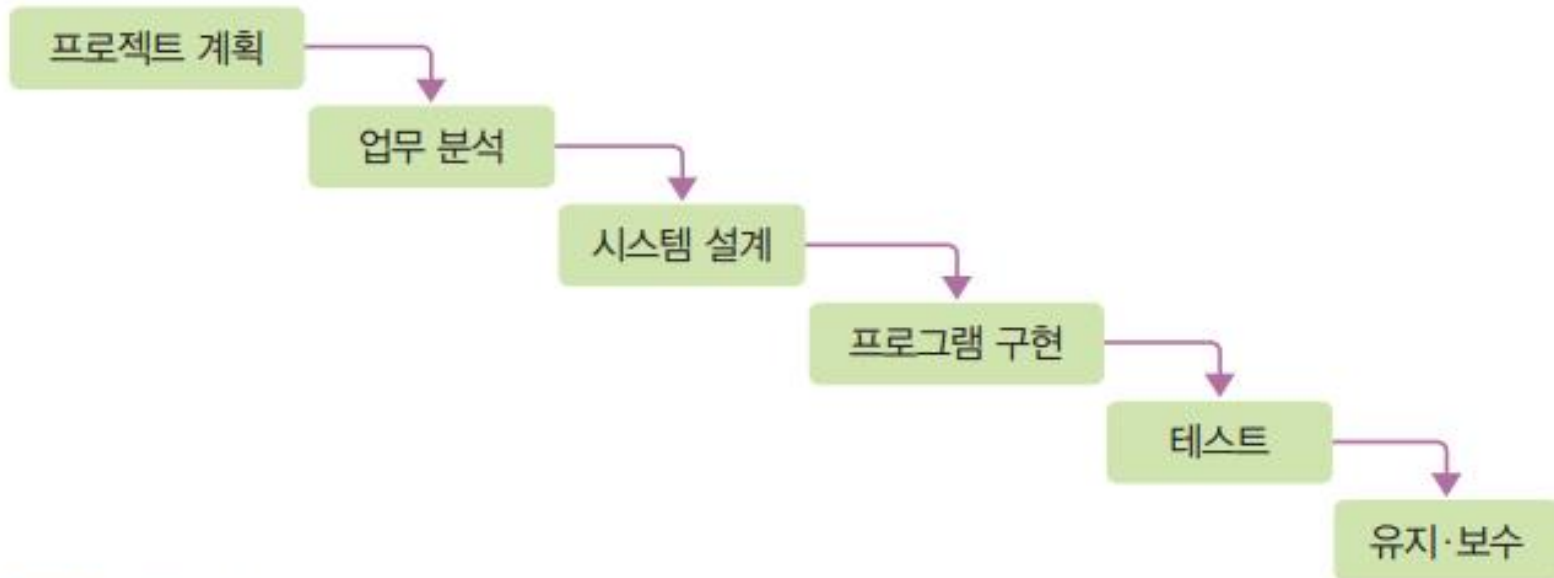 프로젝트 계획
업무 분석
시스템 설계
프로그램 구현
테스트
유지·보수